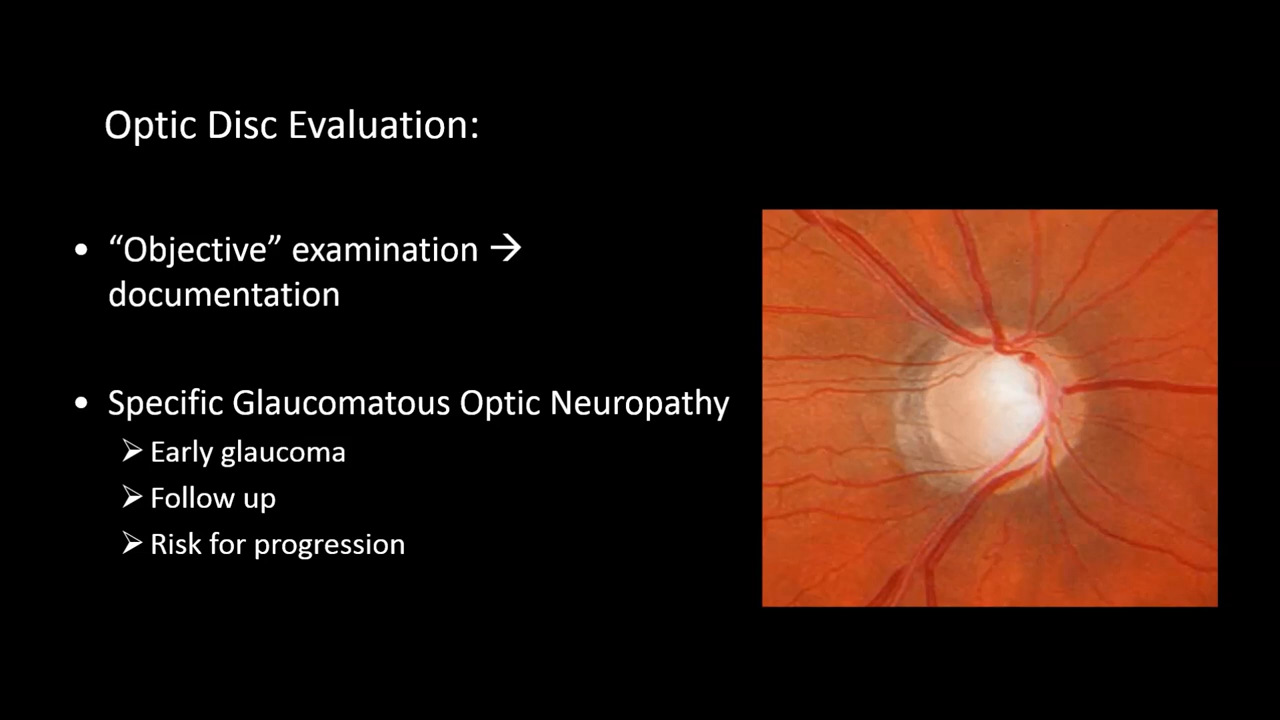 Optic Disc Evaluation:
• “Objective” examination →
documentation
• Specific Glaucomatous Optic Neuropathy
➢ Early glaucoma
➢ Follow up
➢ Risk for progression